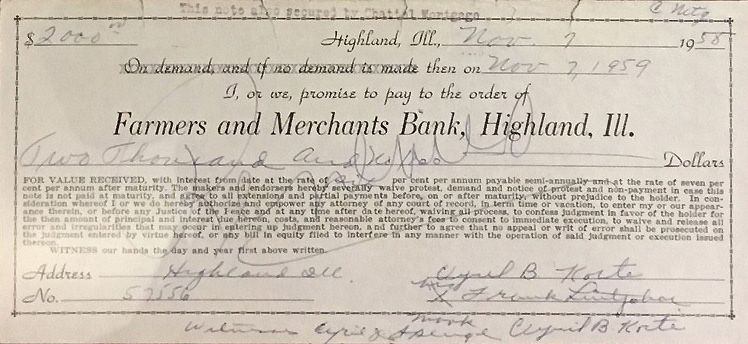 This note also secured by Chattel Mortgage
$ 2000 00 Highland, Ill., Nov. 7 1958
On demand, and if no demand is made then on Nov 7, 1959
I, or we, promise to pay to the order of
Farmers and Merchants Bank, Highland, Ill.
Two Thousand and Dollars
FOR VALUE RECEIVED, with interest from date at the rate of per cent per annum payable semi-annually and at the rate of seven per
cent per annum after maturity. The makers and endorsers hereby severally waive protest, demand and notice of protest and non-payment in case this
note is not paid at maturity, and agree to all extensions and partial payments before, on or after maturity, without prejudice to the holder. In con-
sideration whereof I or we do hereby authorize and empower any attorney of any court of record, in term time or vacation, to enter my or our appear-
ance therein, or before any Justice of the Peace and at any time after date hereof, waiving all process, to confess judgment in favor of the holder for
the then amount of principal and interest due hereon, costs, and reasonable attorney's fee to consent to immediate execution, to waive and release all
error and irregularities that may occur in entering up judgment hereon, and further to agree that no appeal or writ of error shall be prosecuted on
the judgment entered by virtue hereof, or any bill in equity filed to interfere in any manner with the operation of said judgment or execution issued
thereon.
WITNESS our hands the day and year first above written.
Address Highland Ill. Cyril B Korte
his
No. 57556 X Frank
mark
Witness Cyril J Spengel Cyril B Korte